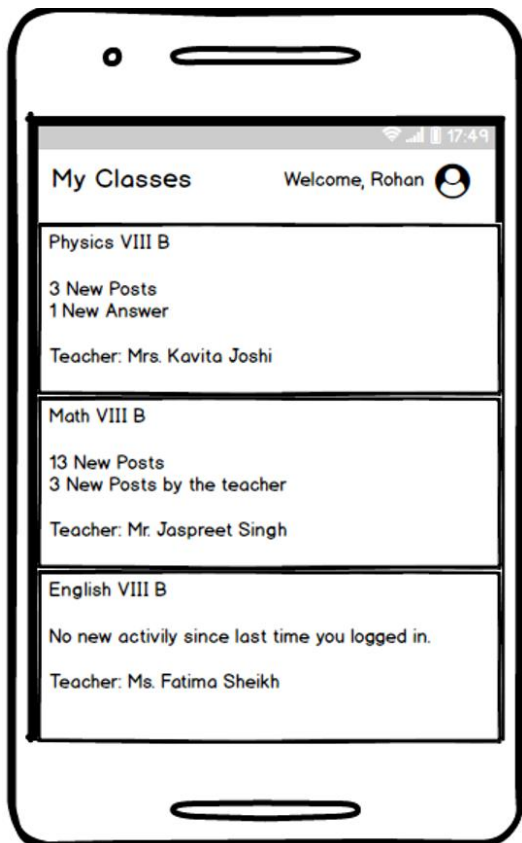 17:49
My Classes
Welcome, Rohan
Physics VIII B
3 New Posts
1 New Answer
Teacher: Mrs. Kavita Joshi
Math VIII B
13 New Posts
3 New Posts by the teacher
Teacher: Mr. Jaspreet Singh
English VIII B
No new activily since last time you logged in.
Teacher: Ms. Fatima Sheikh